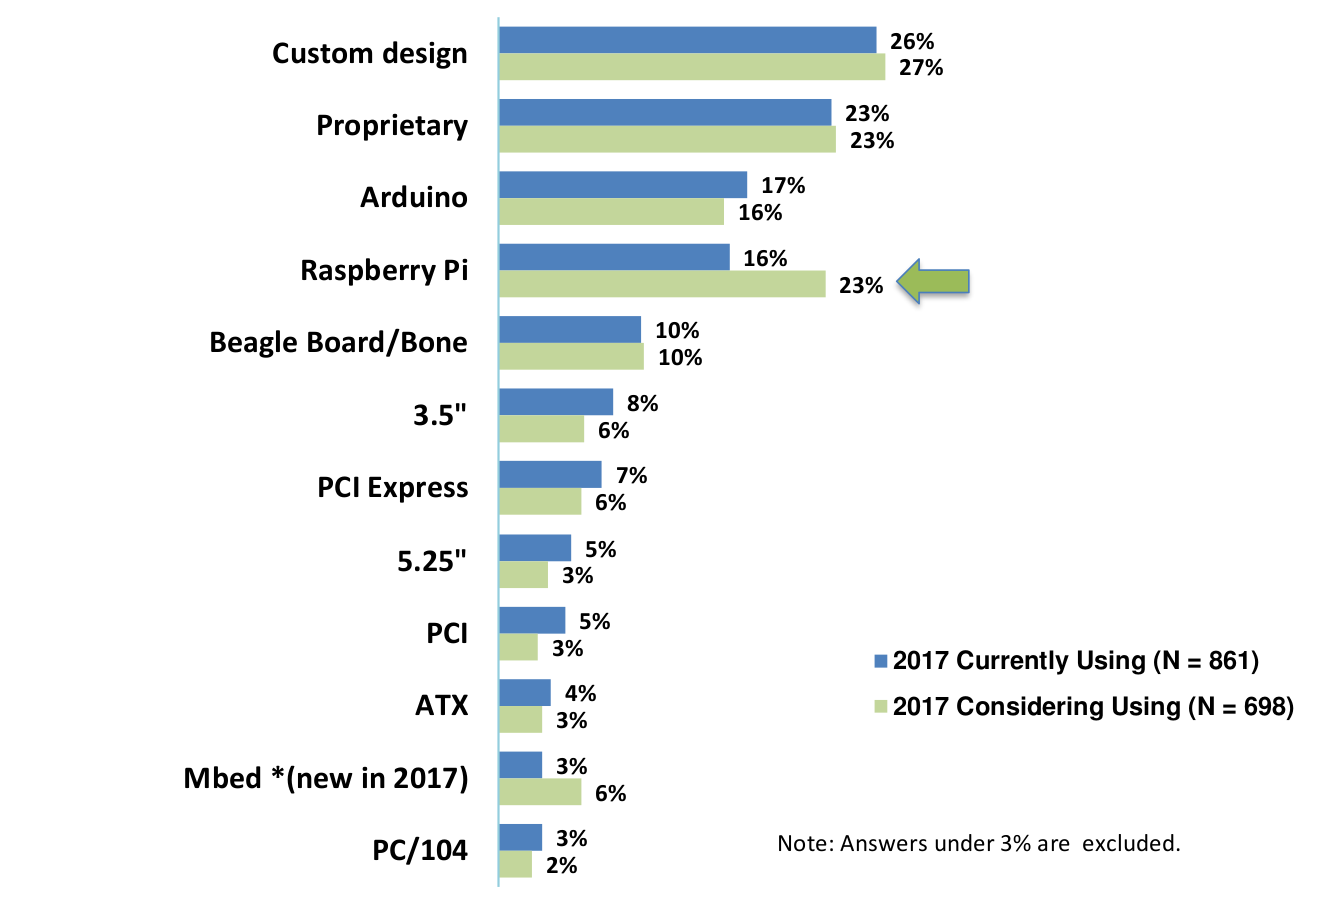 Custom design
26%
27%
Proprietary
23%
23%
Arduino
17%
16%
Raspberry Pi
16%
23%
Beagle Board/Bone
10%
10%
3.5"
8%
6%
PCI Express
7%
6%
5.25"
5%
3%
PCI
5%
3%
ATX
4%
3%
Mbed *(new in 2017)
3%
6%
PC/104
3%
2%
2017 Currently Using (N = 861)
2017 Considering Using (N = 698)
Note: Answers under 3% are  excluded.